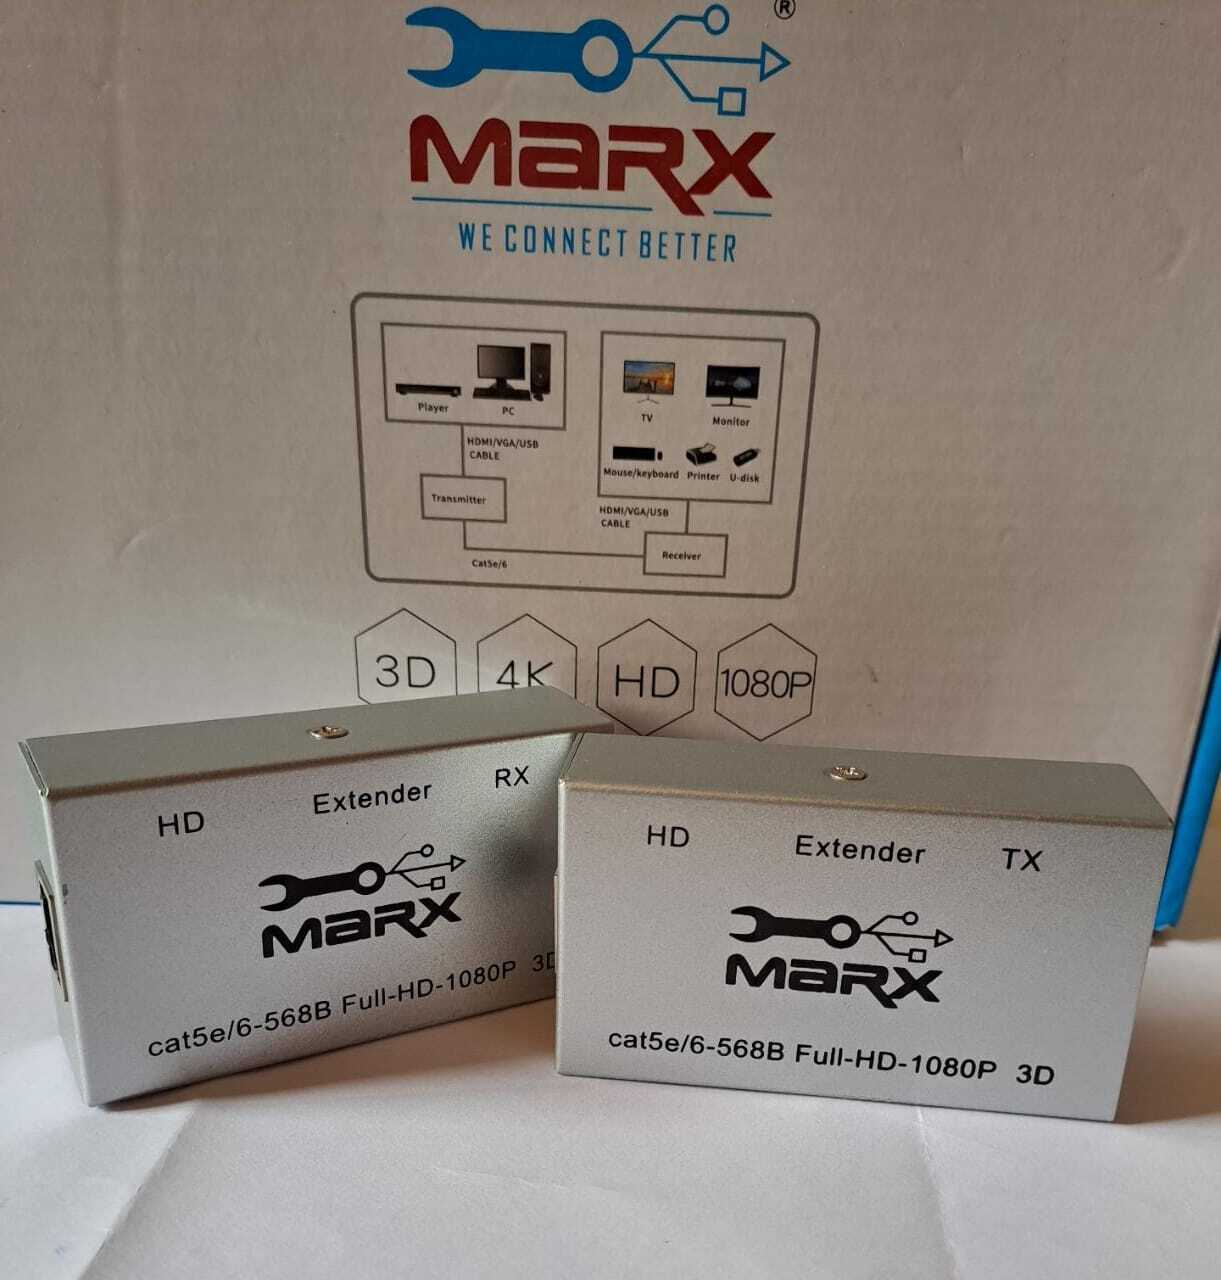 ®
MARX
WE CONNECT BETTER
Player
PC
TV
Monitor
HDMI/VGA/USB
CABLE
Mouse/keyboard Printer U-disk
Transmitter
HDMI/VGA/USB
CABLE
Receiver
Cat5e/6
3D
4K
HD
1080P
HD Extender RX
MARX
cat5e/6-568B Full-HD-1080P 3D
HD Extender TX
MARX
cat5e/6-568B Full-HD-1080P 3D